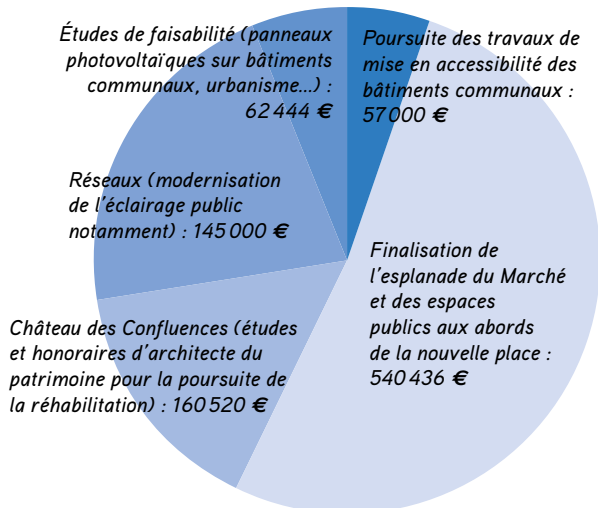 Études de faisabilité (panneaux
photovoltaïques sur bâtiments
communaux, urbanisme...) :
62 444 €
Poursuite des travaux de
mise en accessibilité des
bâtiments communaux :
57 000 €
Réseaux (modernisation
de l'éclairage public
notamment) : 145 000 €
Finalisation de
l'esplanade du Marché
et des espaces
publics aux abords
de la nouvelle place :
540 436 €
Château des Confluences (études
et honoraires d'architecte du
patrimoine pour la poursuite de
la réhabilitation) : 160 520 €